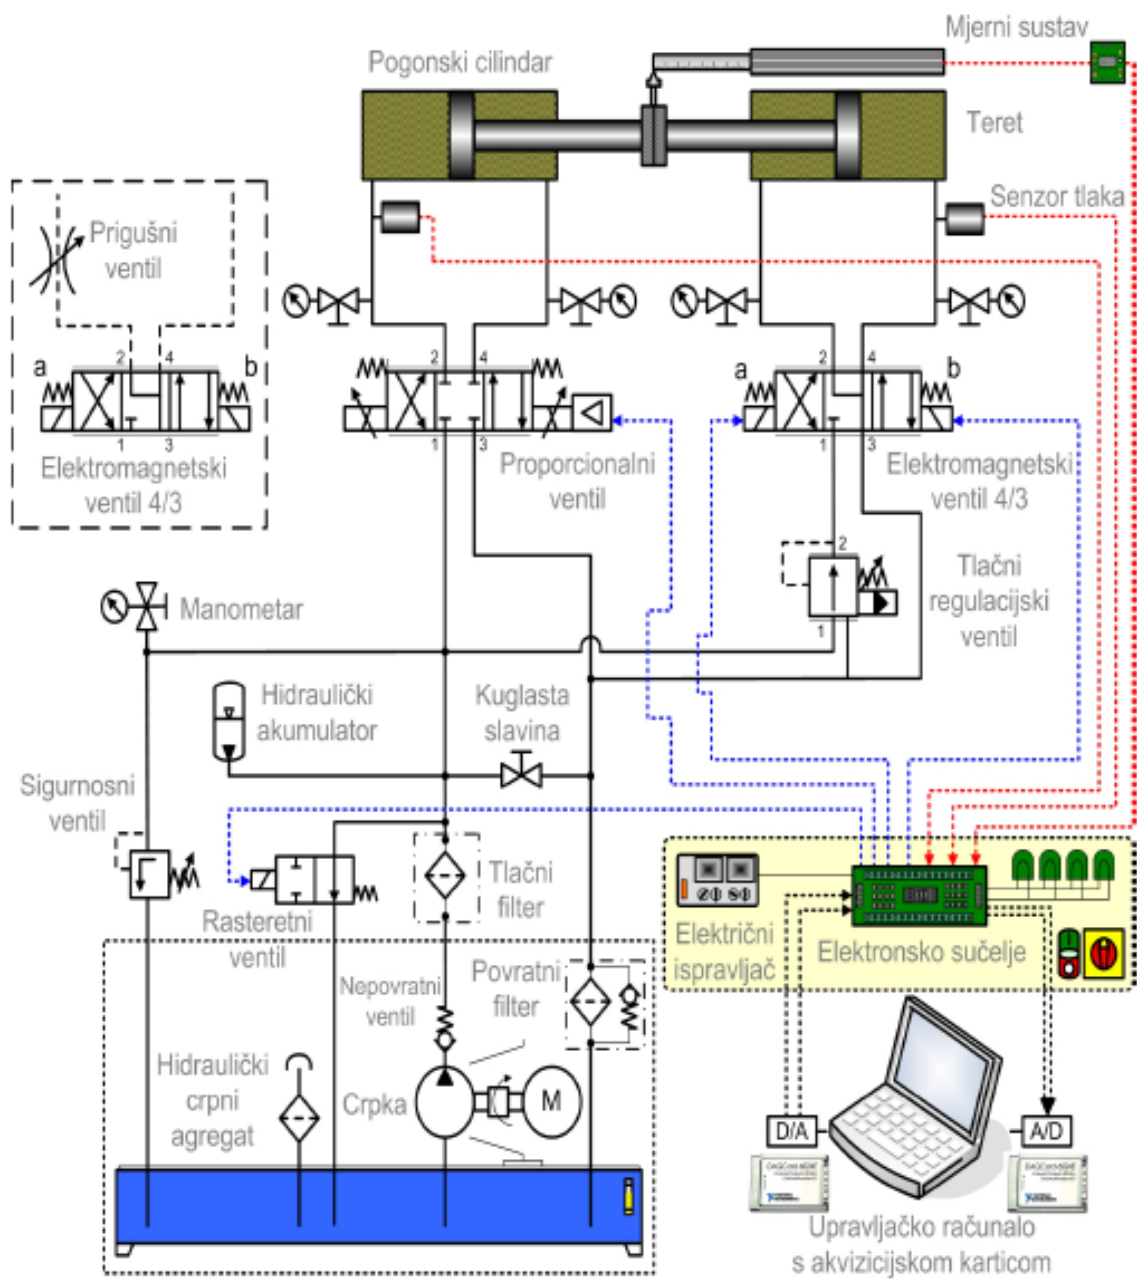 Mjerni sustav
Pogonski cilindar
Teret
Senzor tlaka
Prigušni
ventil
2 4
a b
1 3
Elektromagnetski
ventil 4/3
2 4
1 3
Proporcionalni
ventil
2 4
a b
1 3
Elektromagnetski
ventil 4/3
2
1
Tlačni
regulacijski
ventil
Manometar
Hidraulički
akumulator
Kuglasta
slavina
Sigurnosni
ventil
Rasteretni
ventil
Tlačni
filter
Nepovratni
ventil
Povratni
filter
Hidraulički
crpni
agregat
Crpka
M
Električni
ispravljač
Elektronsko sučelje
D/A
A/D
Upravljačko računalo
s akvizicijskom karticom